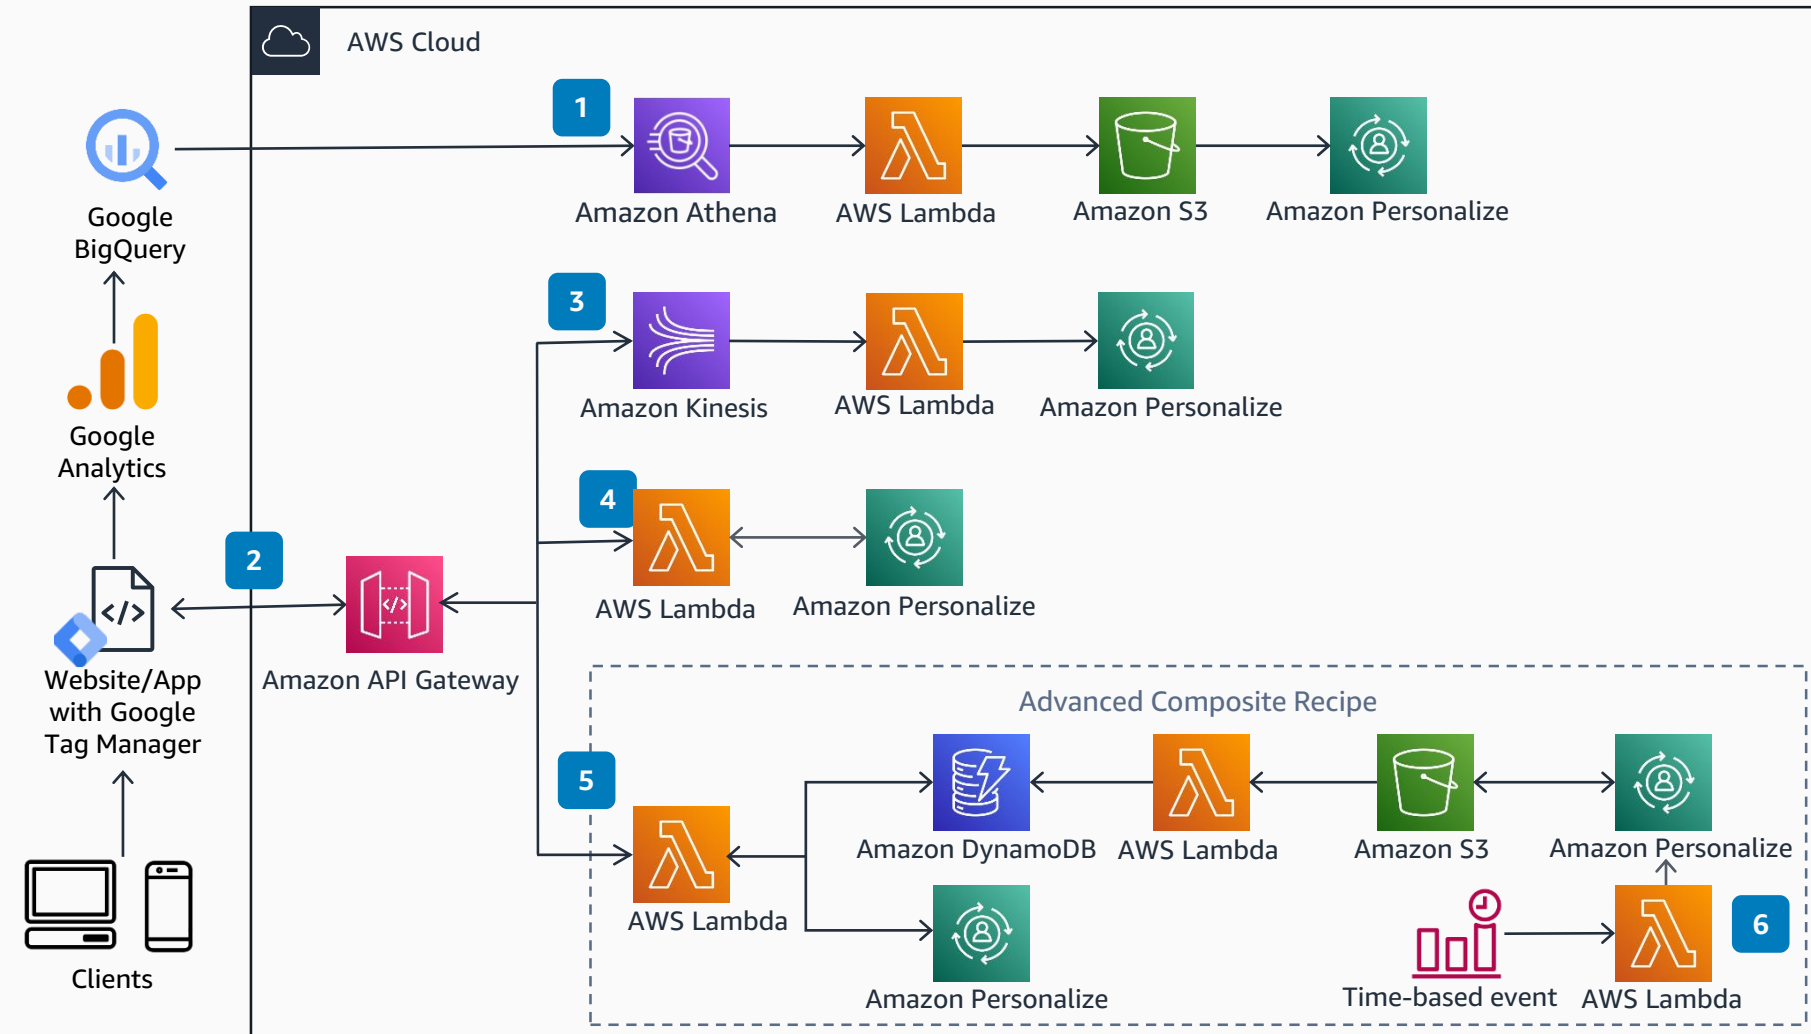 AWS Cloud
1
Amazon Athena
AWS Lambda
Amazon S3
Amazon Personalize
Google
BigQuery
3
Amazon Kinesis
AWS Lambda
Amazon Personalize
Google
Analytics
4
AWS Lambda
Amazon Personalize
2
</>
</>
Website/App
with Google
Tag Manager
Amazon API Gateway
Advanced Composite Recipe
5
AWS Lambda
Amazon DynamoDB
AWS Lambda
Amazon S3
Amazon Personalize
Amazon Personalize
6
Time-based event
AWS Lambda
Clients